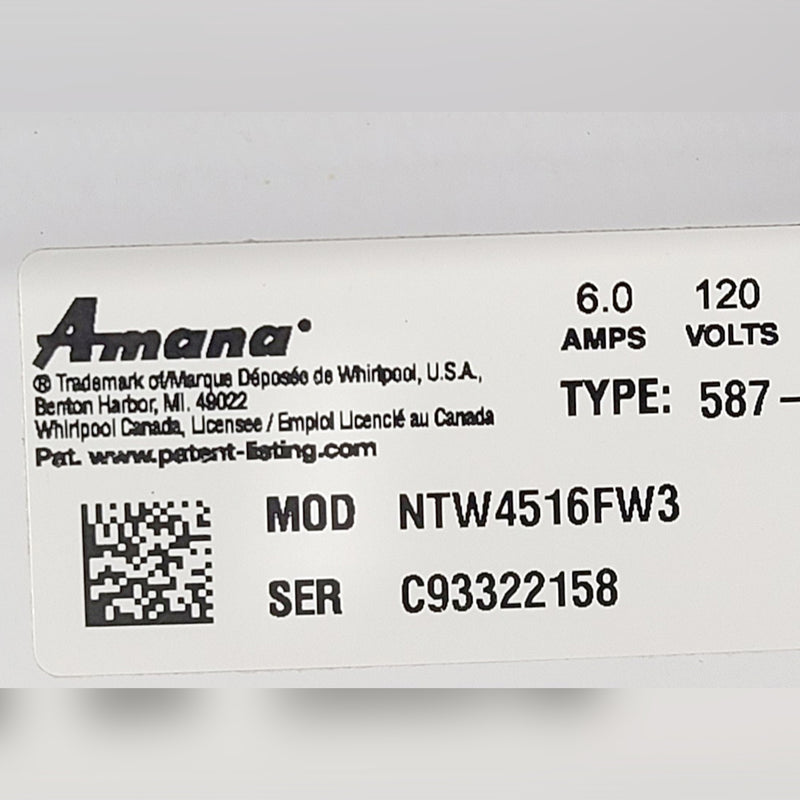 Amana®
6.0 120
AMPS VOLTS
® Trademark of/Marque Déposée de Whirlpool, U.S.A.,
Benton Harbor, MI. 49022
Whirlpool Canada, Licensee / Emploi Licencié au Canada
Pat. www.patent-listing.com
TYPE: 587-
MOD NTW4516FW3
SER C93322158